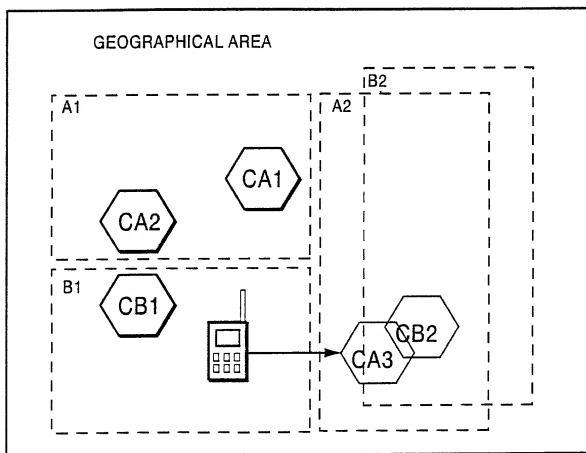 GEOGRAPHICAL AREA
B2
A1
A2
CA1
CA2
B1
CB1
CB2
CA3